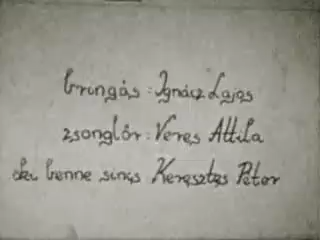 bringás: Ignácz Lajos
zsonglőr: Veres Attila
aki benne sincs Keresztes Péter